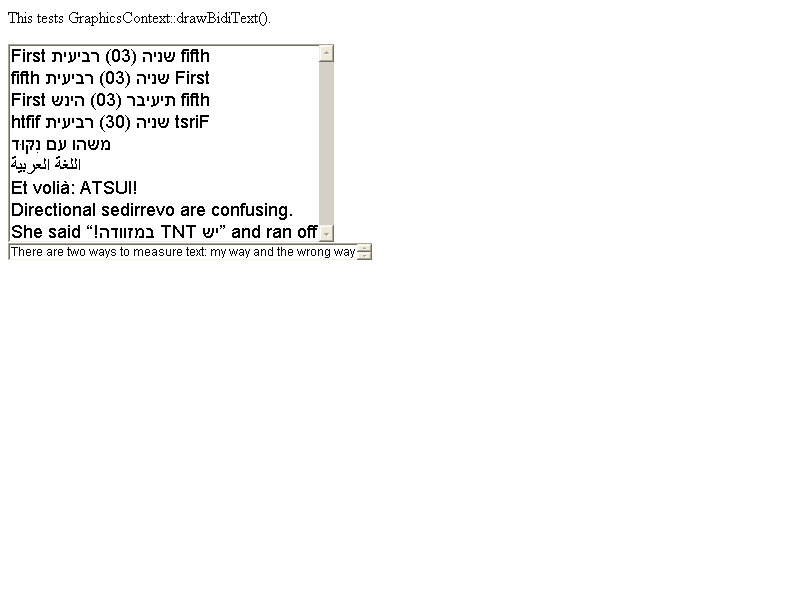 This tests GraphicsContext::drawBidiText().
First שניה (03) רביעית fifth
fifth שניה (03) רביעית First
First תיעיבר (03) הינש fifth
htfif שניה (30) רביעית tsriF
משהו עם נִקּוּד
اللغة العربية
Et volià: ATSUI!
Directional sedirrevo are confusing.
She said “יש TNT במזוודה!” and ran off
There are two ways to measure text: my way and the wrong way